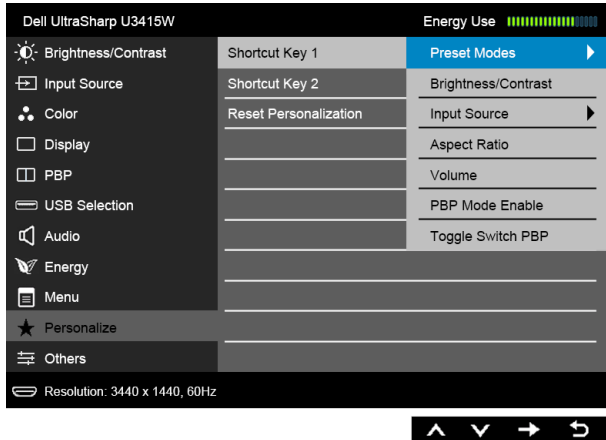 Dell UltraSharp U3415W
Energy Use
Brightness/Contrast
Shortcut Key 1
Preset Modes
Input Source
Shortcut Key 2
Brightness/Contrast
Color
Reset Personalization
Input Source
Display
Aspect Ratio
PBP
Volume
USB Selection
PBP Mode Enable
Audio
Toggle Switch PBP
Energy
Menu
Personalize
Others
Resolution: 3440 x 1440, 60Hz